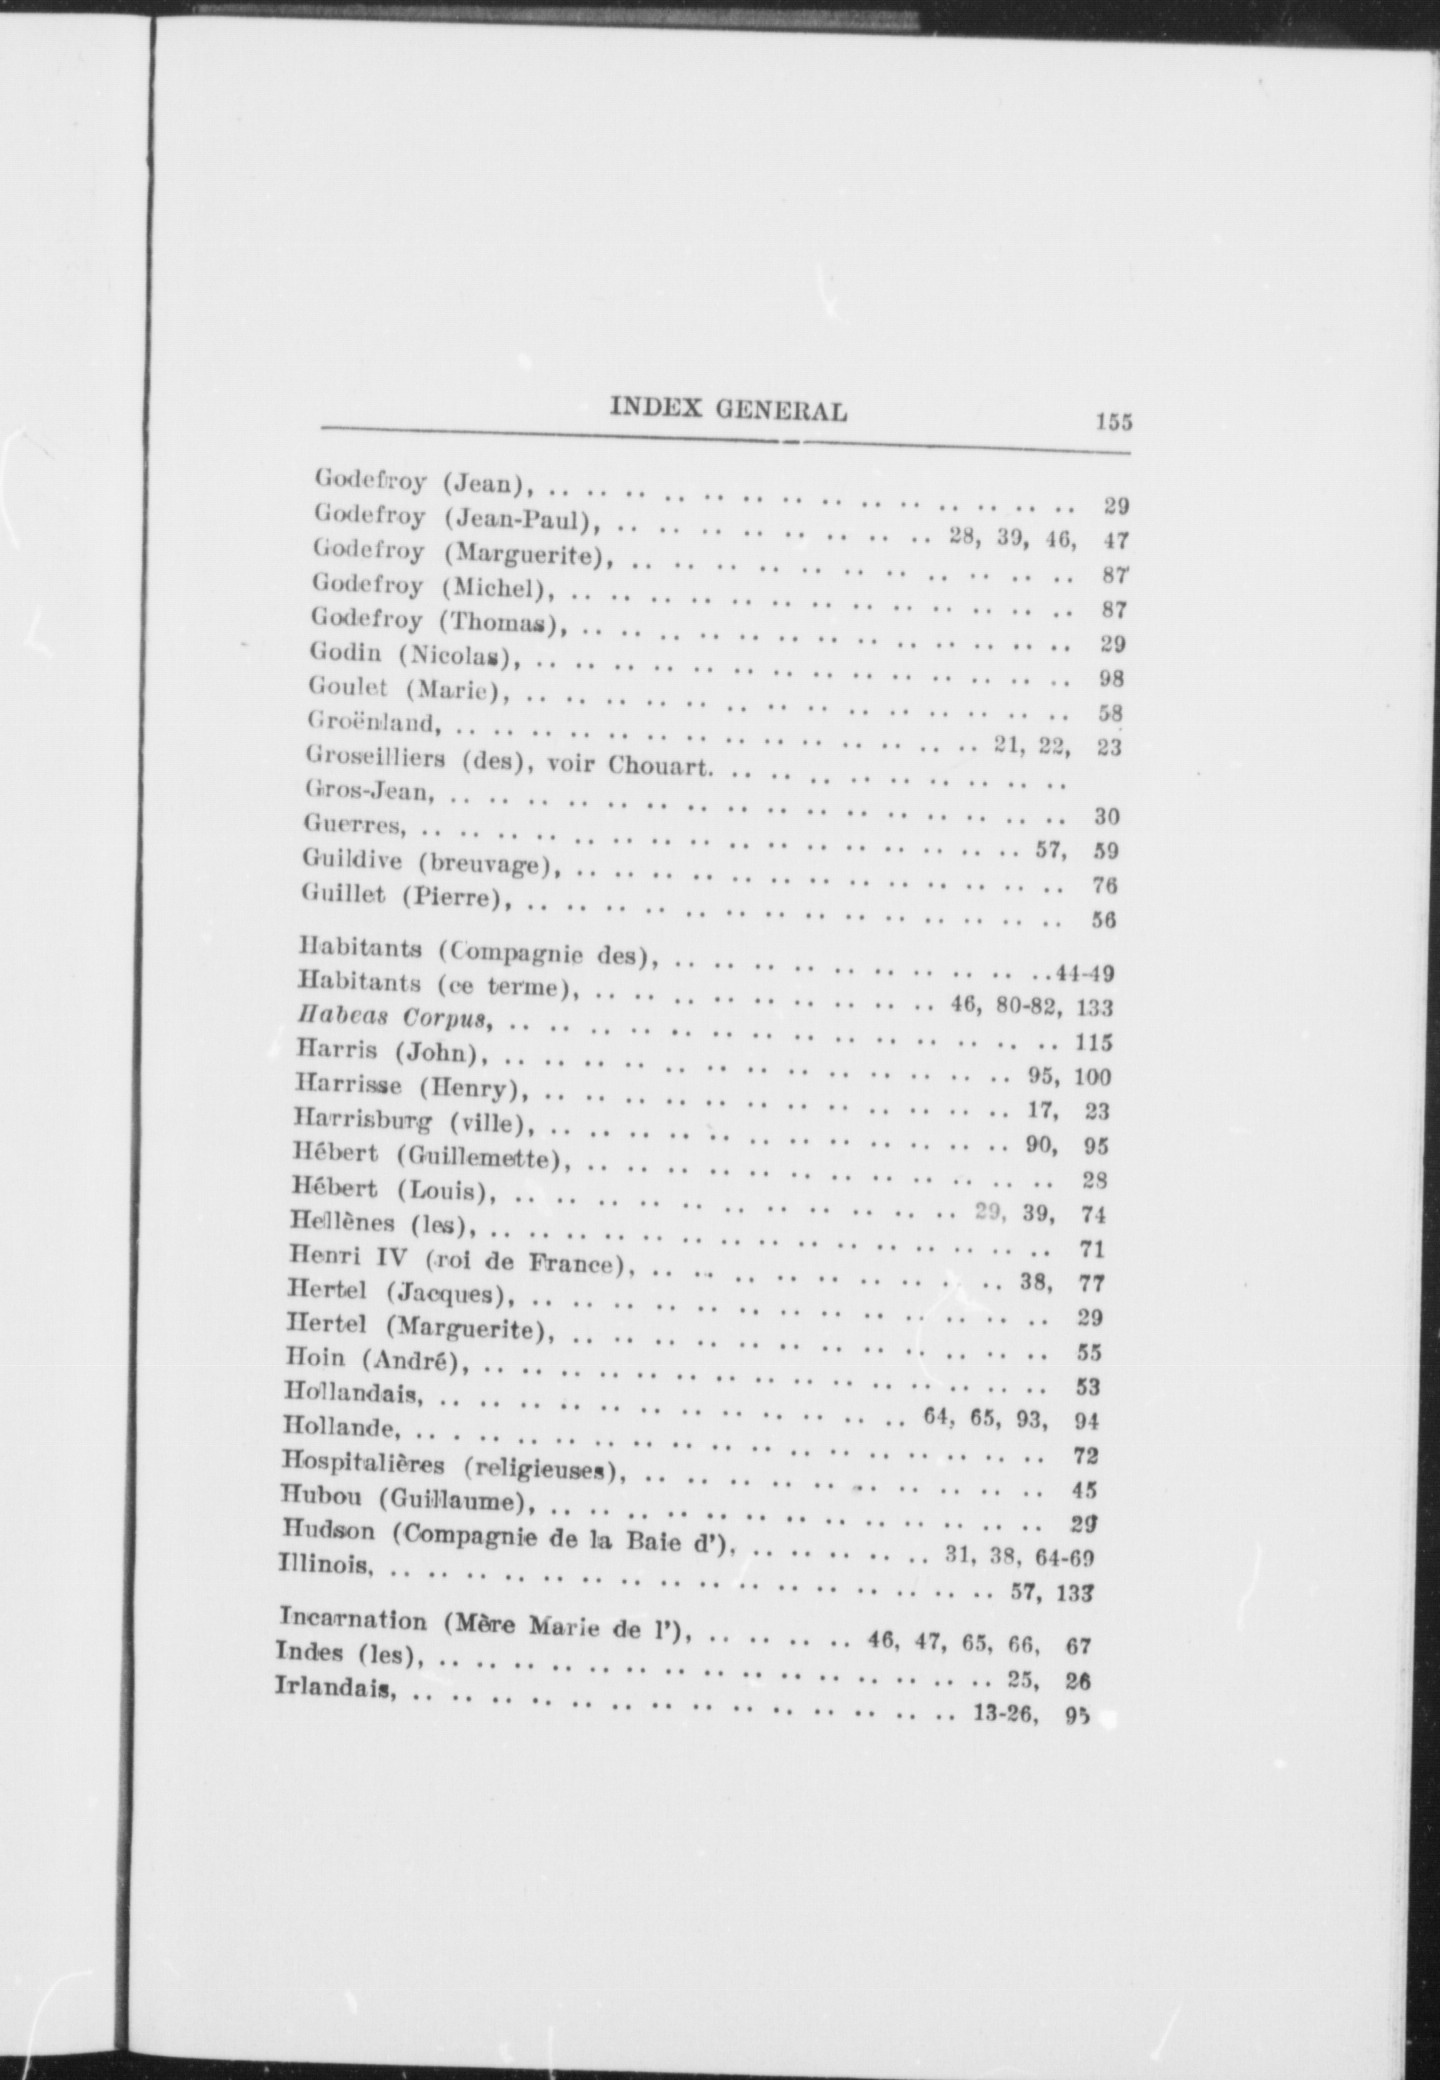 INDEX GENERAL 155
Godefroy (Jean), .. .. .. .. .. .. .. .. .. .. .. .. .. .. 29
Godefroy (Jean-Paul), .. .. .. .. .. .. .. .. 28, 39, 46, 47
Godefroy (Marguerite), .. .. .. .. .. .. .. .. .. .. .. 87
Godefroy (Michel), .. .. .. .. .. .. .. .. .. .. .. .. .. 87
Godefroy (Thomas), .. .. .. .. .. .. .. .. .. .. .. .. .. 29
Godin (Nicolas), .. .. .. .. .. .. .. .. .. .. .. .. .. .. 98
Goulet (Marie), .. .. .. .. .. .. .. .. .. .. .. .. .. .. 58
Groënland, .. .. .. .. .. .. .. .. .. .. .. .. .. .. 21, 22, 23
Groseilliers (des), voir Chouart. .. .. .. .. .. .. .. .. ..
Gros-Jean, .. .. .. .. .. .. .. .. .. .. .. .. .. .. .. .. 30
Guerres, .. .. .. .. .. .. .. .. .. .. .. .. .. .. .. .. 57, 59
Guildive (breuvage), .. .. .. .. .. .. .. .. .. .. .. .. .. 76
Guillet (Pierre), .. .. .. .. .. .. .. .. .. .. .. .. .. .. 56
Habitants (Compagnie des), .. .. .. .. .. .. .. .. .. ..44-49
Habitants (ce terme), .. .. .. .. .. .. .. .. .. 46, 80-82, 133
Habeas Corpus, .. .. .. .. .. .. .. .. .. .. .. .. .. .. 115
Harris (John), .. .. .. .. .. .. .. .. .. .. .. .. .. 95, 100
Harrisse (Henry), .. .. .. .. .. .. .. .. .. .. .. .. 17, 23
Harrisburg (ville), .. .. .. .. .. .. .. .. .. .. .. .. 90, 95
Hébert (Guillemette), .. .. .. .. .. .. .. .. .. .. .. .. 28
Hébert (Louis), .. .. .. .. .. .. .. .. .. .. .. .. 29, 39, 74
Hellènes (les), .. .. .. .. .. .. .. .. .. .. .. .. .. .. .. 71
Henri IV (roi de France), .. .. .. .. .. .. .. .. .. 38, 77
Hertel (Jacques), .. .. .. .. .. .. .. .. .. .. .. .. .. .. 29
Hertel (Marguerite), .. .. .. .. .. .. .. .. .. .. .. .. .. 55
Hoin (André), .. .. .. .. .. .. .. .. .. .. .. .. .. .. .. 53
Hollandais, .. .. .. .. .. .. .. .. .. .. .. .. 64, 65, 93, 94
Hollande, .. . .. .. .. .. .. .. .. .. .. .. .. .. .. .. .. 72
Hospitalières (religieuses), .. .. .. .. .. .. .. .. .. .. 45
Hubou (Guillaume), .. .. .. .. .. .. .. .. .. .. .. .. .. 29
Hudson (Compagnie de la Baie d'), .. .. .. .. .. 31, 38, 64-69
Illinois, .. .. .. .. .. .. .. .. .. .. .. .. .. .. .. .. 57, 133
Incarnation (Mère Marie de l'), .. .. .. .. 46, 47, 65, 66, 67
Indes (les), .. .. .. .. .. .. .. .. .. .. .. .. .. .. .. 25, 26
Irlandais, .. .. .. .. .. .. .. .. .. .. .. .. .. .. 13-26, 95